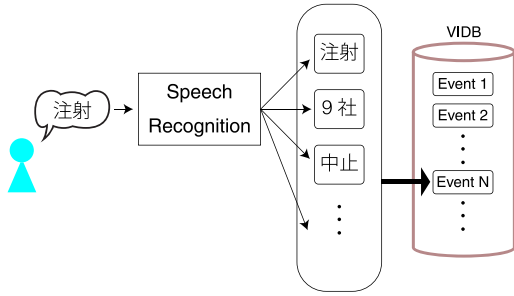 注射
Speech
Recognition
注射
9社
中止
VIDB
Event 1
Event 2
Event N